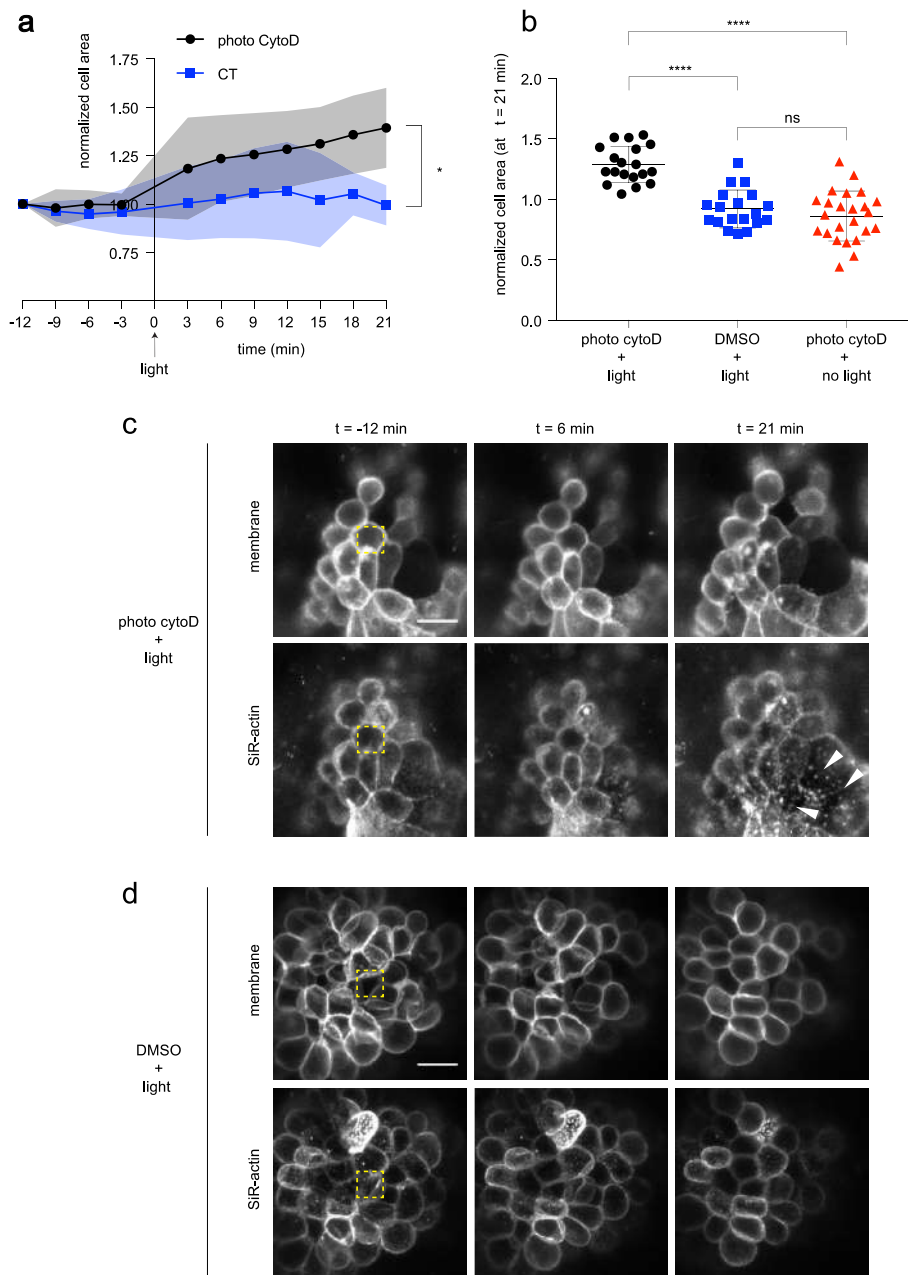 a
photo CytoD
CT
normalized cell area
1.75
1.50
1.25
1.00
0.75
-12 -9 -6 -3 0 3 6 9 12 15 18 21
time (min)
light
*
b
****
****
ns
normalized cell area (at t = 21 min)
2.0
1.5
1.0
0.5
0.0
photo cytoD
+
light
DMSO
+
light
photo cytoD
+
no light
c
t = -12 min
t = 6 min
t = 21 min
photo cytoD
+
light
membrane
SiR-actin
d
DMSO
+
light
membrane
SiR-actin